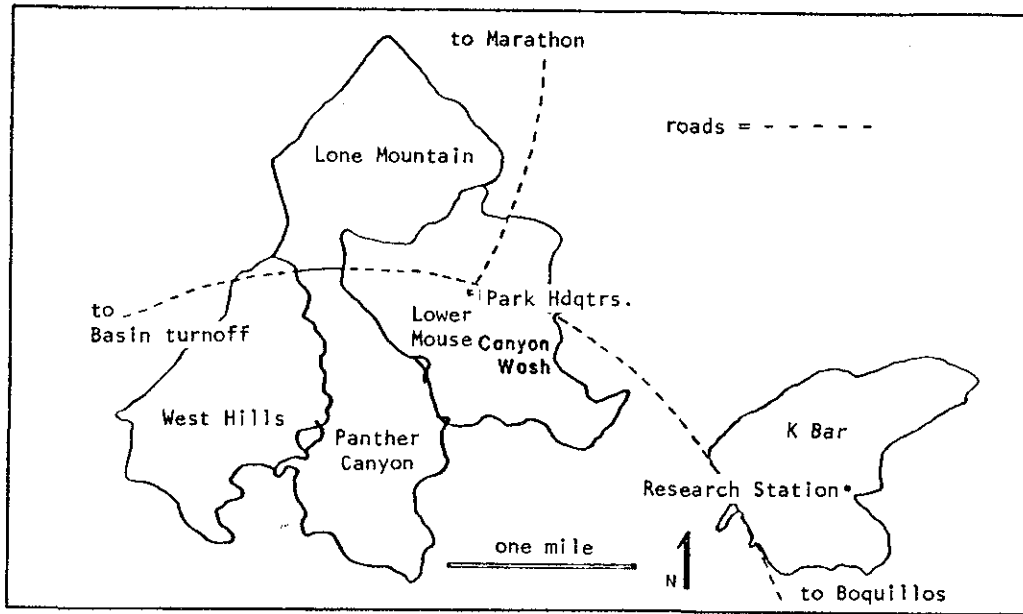 to Marathon
roads = - - - - - -
Lone Mountain
Park Hdqtrs.
to
Basin turnoff
Lower
Mouse Canyon
Wash
West Hills
Panther
Canyon
K Bar
Research Station
one mile
N
to Boquillos